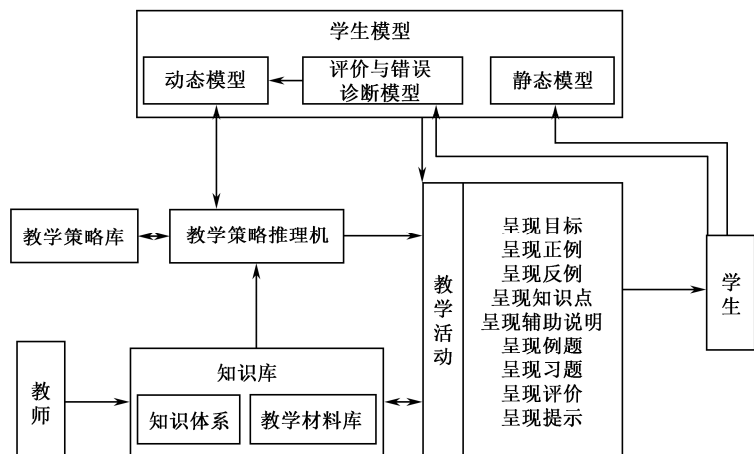 学生模型
动态模型
评价与错误
诊断模型
静态模型
教学策略库
教学策略推理机
教学活动
呈现目标
呈现正例
呈现反例
呈现知识点
呈现辅助说明
呈现例题
呈现习题
呈现评价
呈现提示
学生
教师
知识库
知识体系
教学材料库